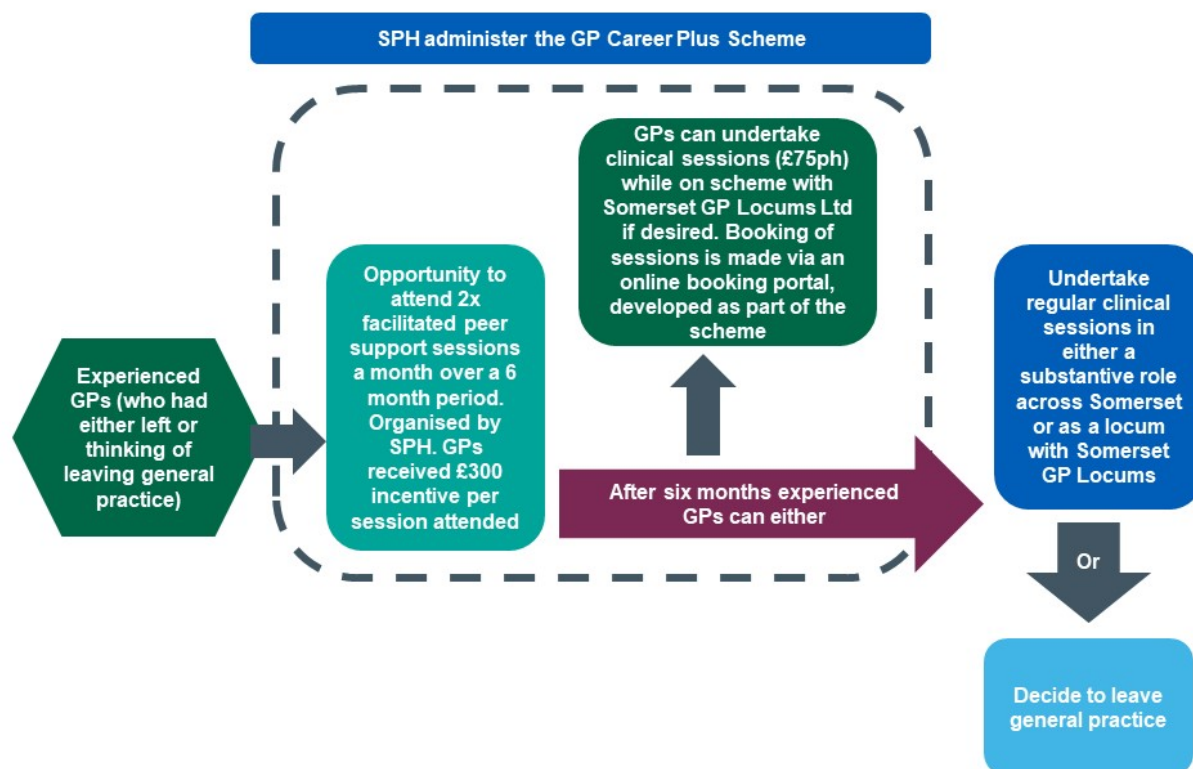 SPH administer the GP Career Plus Scheme
GPs can undertake
clinical sessions (£75ph)
while on scheme with
Somerset GP Locums Ltd
if desired. Booking of
sessions is made via an
online booking portal,
developed as part of the
scheme
Opportunity to
attend 2x
facilitated peer
support sessions
a month over a 6
month period.
Organised by
SPH. GPs
received £300
incentive per
session attended
Experienced
GPs (who had
either left or
thinking of
leaving general
practice)
After six months experienced
GPs can either
Undertake
regular clinical
sessions in
either a
substantive role
across Somerset
or as a locum
with Somerset
GP Locums
Or
Decide to leave
general practice